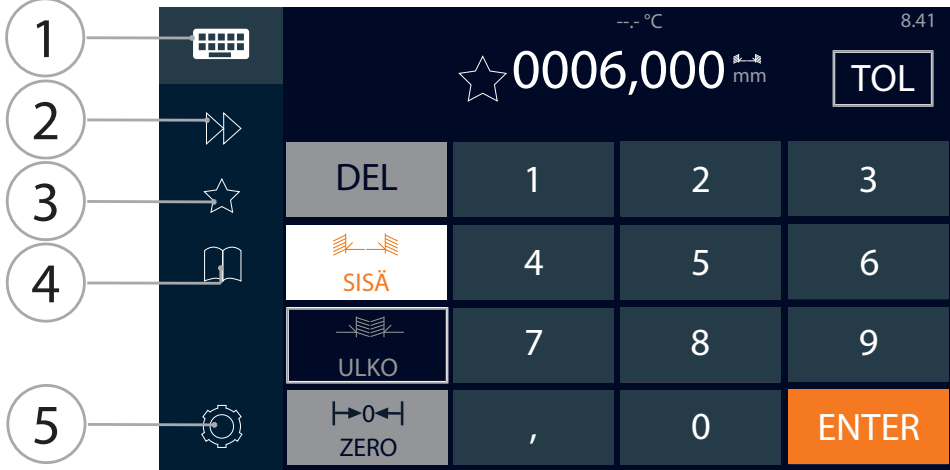 --.- °C 8.41
0006,000 mm TOL
1
2
3
4
5
DEL 1 2 3
SISÄ 4 5 6
ULKO 7 8 9
0
ZERO , 0 ENTER